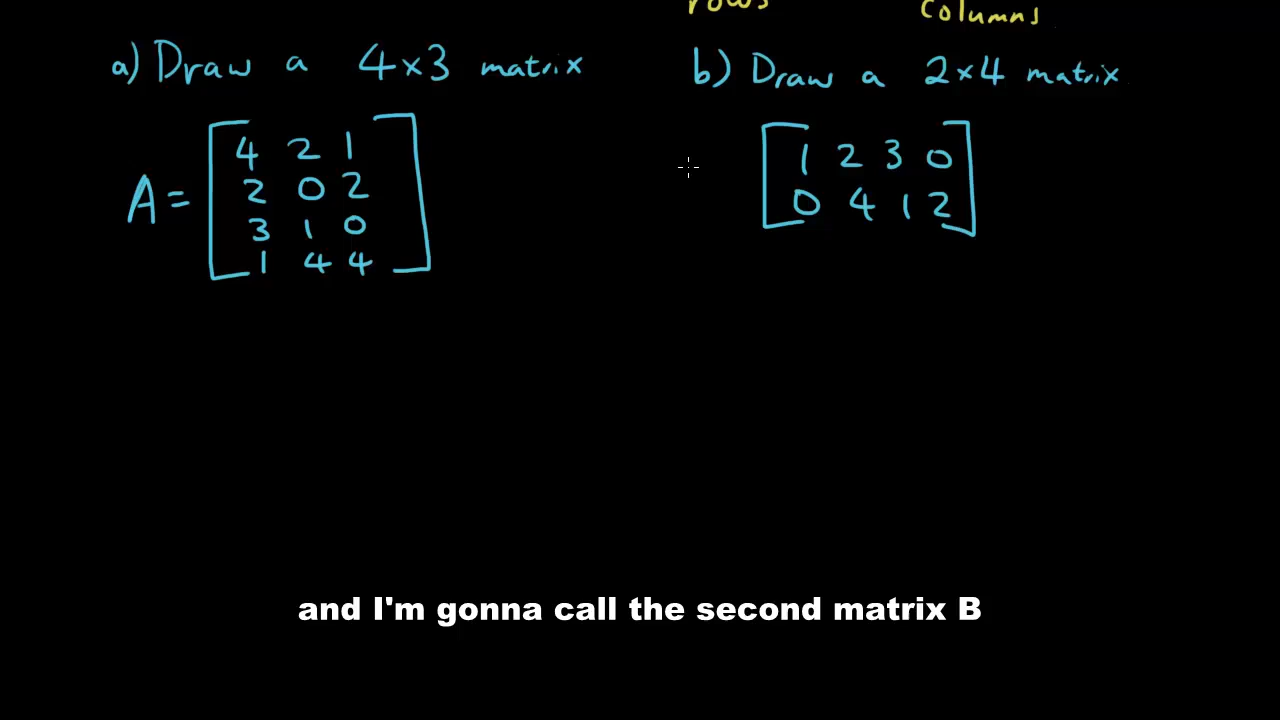 rows columns
a) Draw a 4×3 matrix
A = [4 2 1
2 0 2
3 1 0
1 4 4]
b) Draw a 2×4 matrix
[1 2 3 0
0 4 1 2]
and I'm gonna call the second matrix B